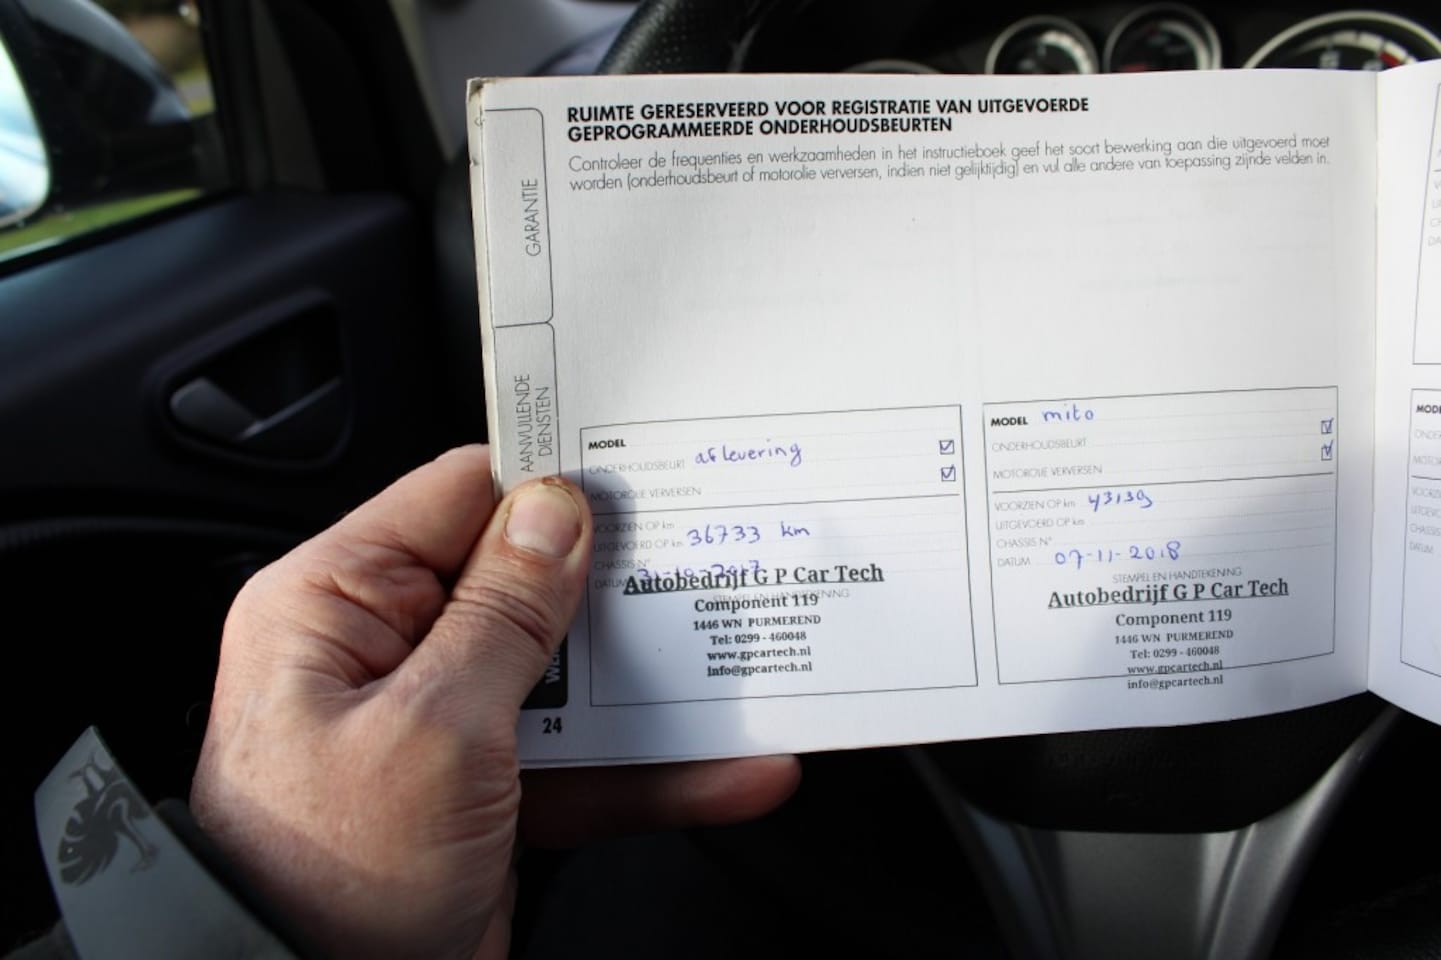 RUIMTE GERESERVEERD VOOR REGISTRATIE VAN UITGEVOERDE
GEPROGRAMMEERDE ONDERHOUDSBEURTEN
Controleer de frequenties en werkzaamheden in het instructieboek geef het soort bewerking aan die uitgevoerd moet
worden (onderhoudsbeurt of motorolie verversen, indien niet gelijktijdig) en vul alle andere van toepassing zijnde velden in.
GARANTIE
AANVULLENDE
DIENSTEN
MODEL
ONDERHOUDSBEURT aflevering
MOTOROLIE VERVERSEN
VOORZIEN OP km
UITGEVOERD OP km 36733 km
CHASSIS N°
DATUM 31-10-2017
STEMPEL EN HANDTEKENING
Autobedrijf G P Car Tech
Component 119
1446 WN PURMEREND
Tel: 0299 - 460048
www.gpcartech.nl
info@gpcartech.nl
MODEL mito
ONDERHOUDSBEURT
MOTOROLIE VERVERSEN
VOORZIEN OP km 43139
UITGEVOERD OP km
CHASSIS N°
DATUM 07-11-2018
STEMPEL EN HANDTEKENING
Autobedrijf G P Car Tech
Component 119
1446 WN PURMEREND
Tel: 0299 - 460048
www.gpcartech.nl
info@gpcartech.nl
24